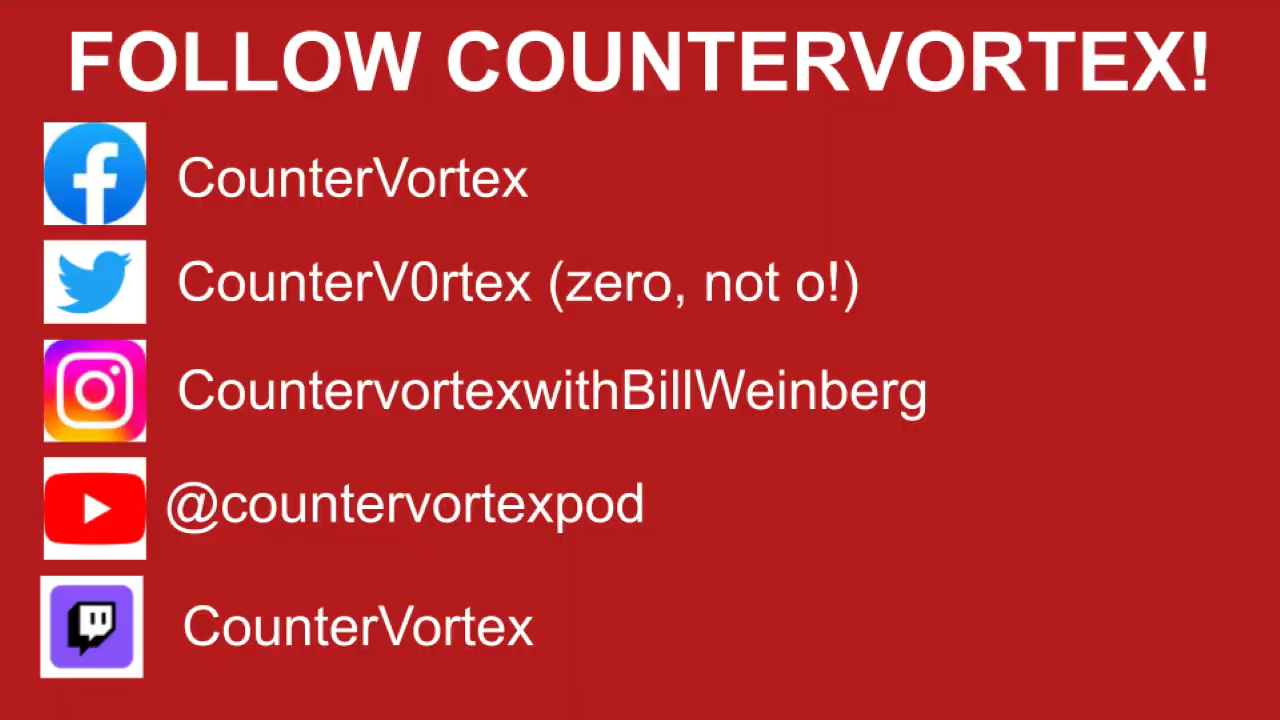 FOLLOW COUNTERVORTEX!
CounterVortex
CounterV0rtex (zero, not o!)
CountervortexwithBillWeinberg
@countervortexpod
CounterVortex